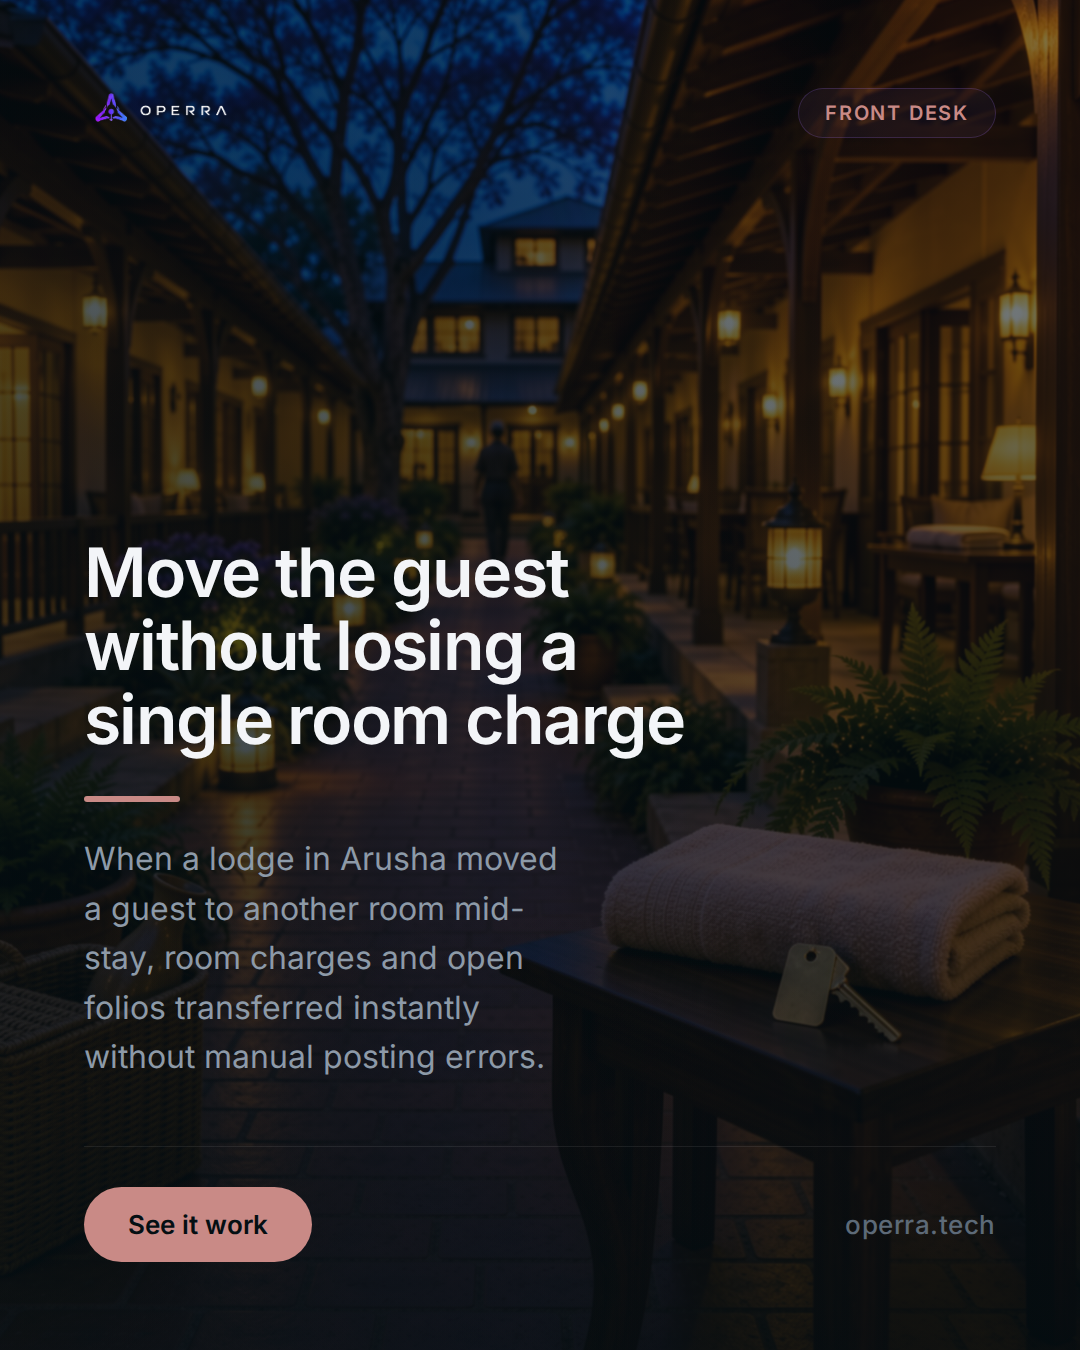 OPERRA
FRONT DESK
Move the guest
without losing a
single room charge
When a lodge in Arusha moved
a guest to another room mid-
stay, room charges and open
folios transferred instantly
without manual posting errors.
See it work
operra.tech